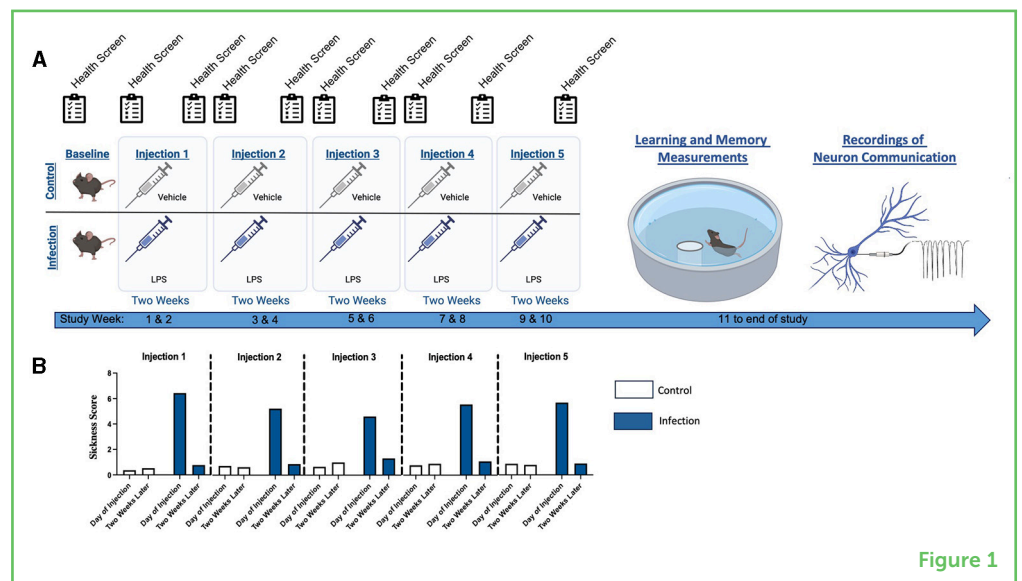 A
Health Screen
Health Screen
Health Screen
Health Screen
Health Screen
Health Screen
Health Screen
Health Screen
Health Screen
Health Screen
Control
Baseline
Injection 1
Injection 2
Injection 3
Injection 4
Injection 5
Vehicle
Vehicle
Vehicle
Vehicle
Vehicle
Infection
LPS
LPS
LPS
LPS
LPS
Two Weeks
Two Weeks
Two Weeks
Two Weeks
Two Weeks
Learning and Memory
Measurements
Recordings of
Neuron Communication
Study Week:
1 & 2
3 & 4
5 & 6
7 & 8
9 & 10
11 to end of study
B
Injection 1
Injection 2
Injection 3
Injection 4
Injection 5
Sickness Score
8
6
4
2
0
Day of Injection
Two Weeks Later
Day of Injection
Two Weeks Later
Day of Injection
Two Weeks Later
Day of Injection
Two Weeks Later
Day of Injection
Two Weeks Later
Day of Injection
Two Weeks Later
Day of Injection
Two Weeks Later
Day of Injection
Two Weeks Later
Day of Injection
Two Weeks Later
Day of Injection
Two Weeks Later
Control
Infection
Figure 1